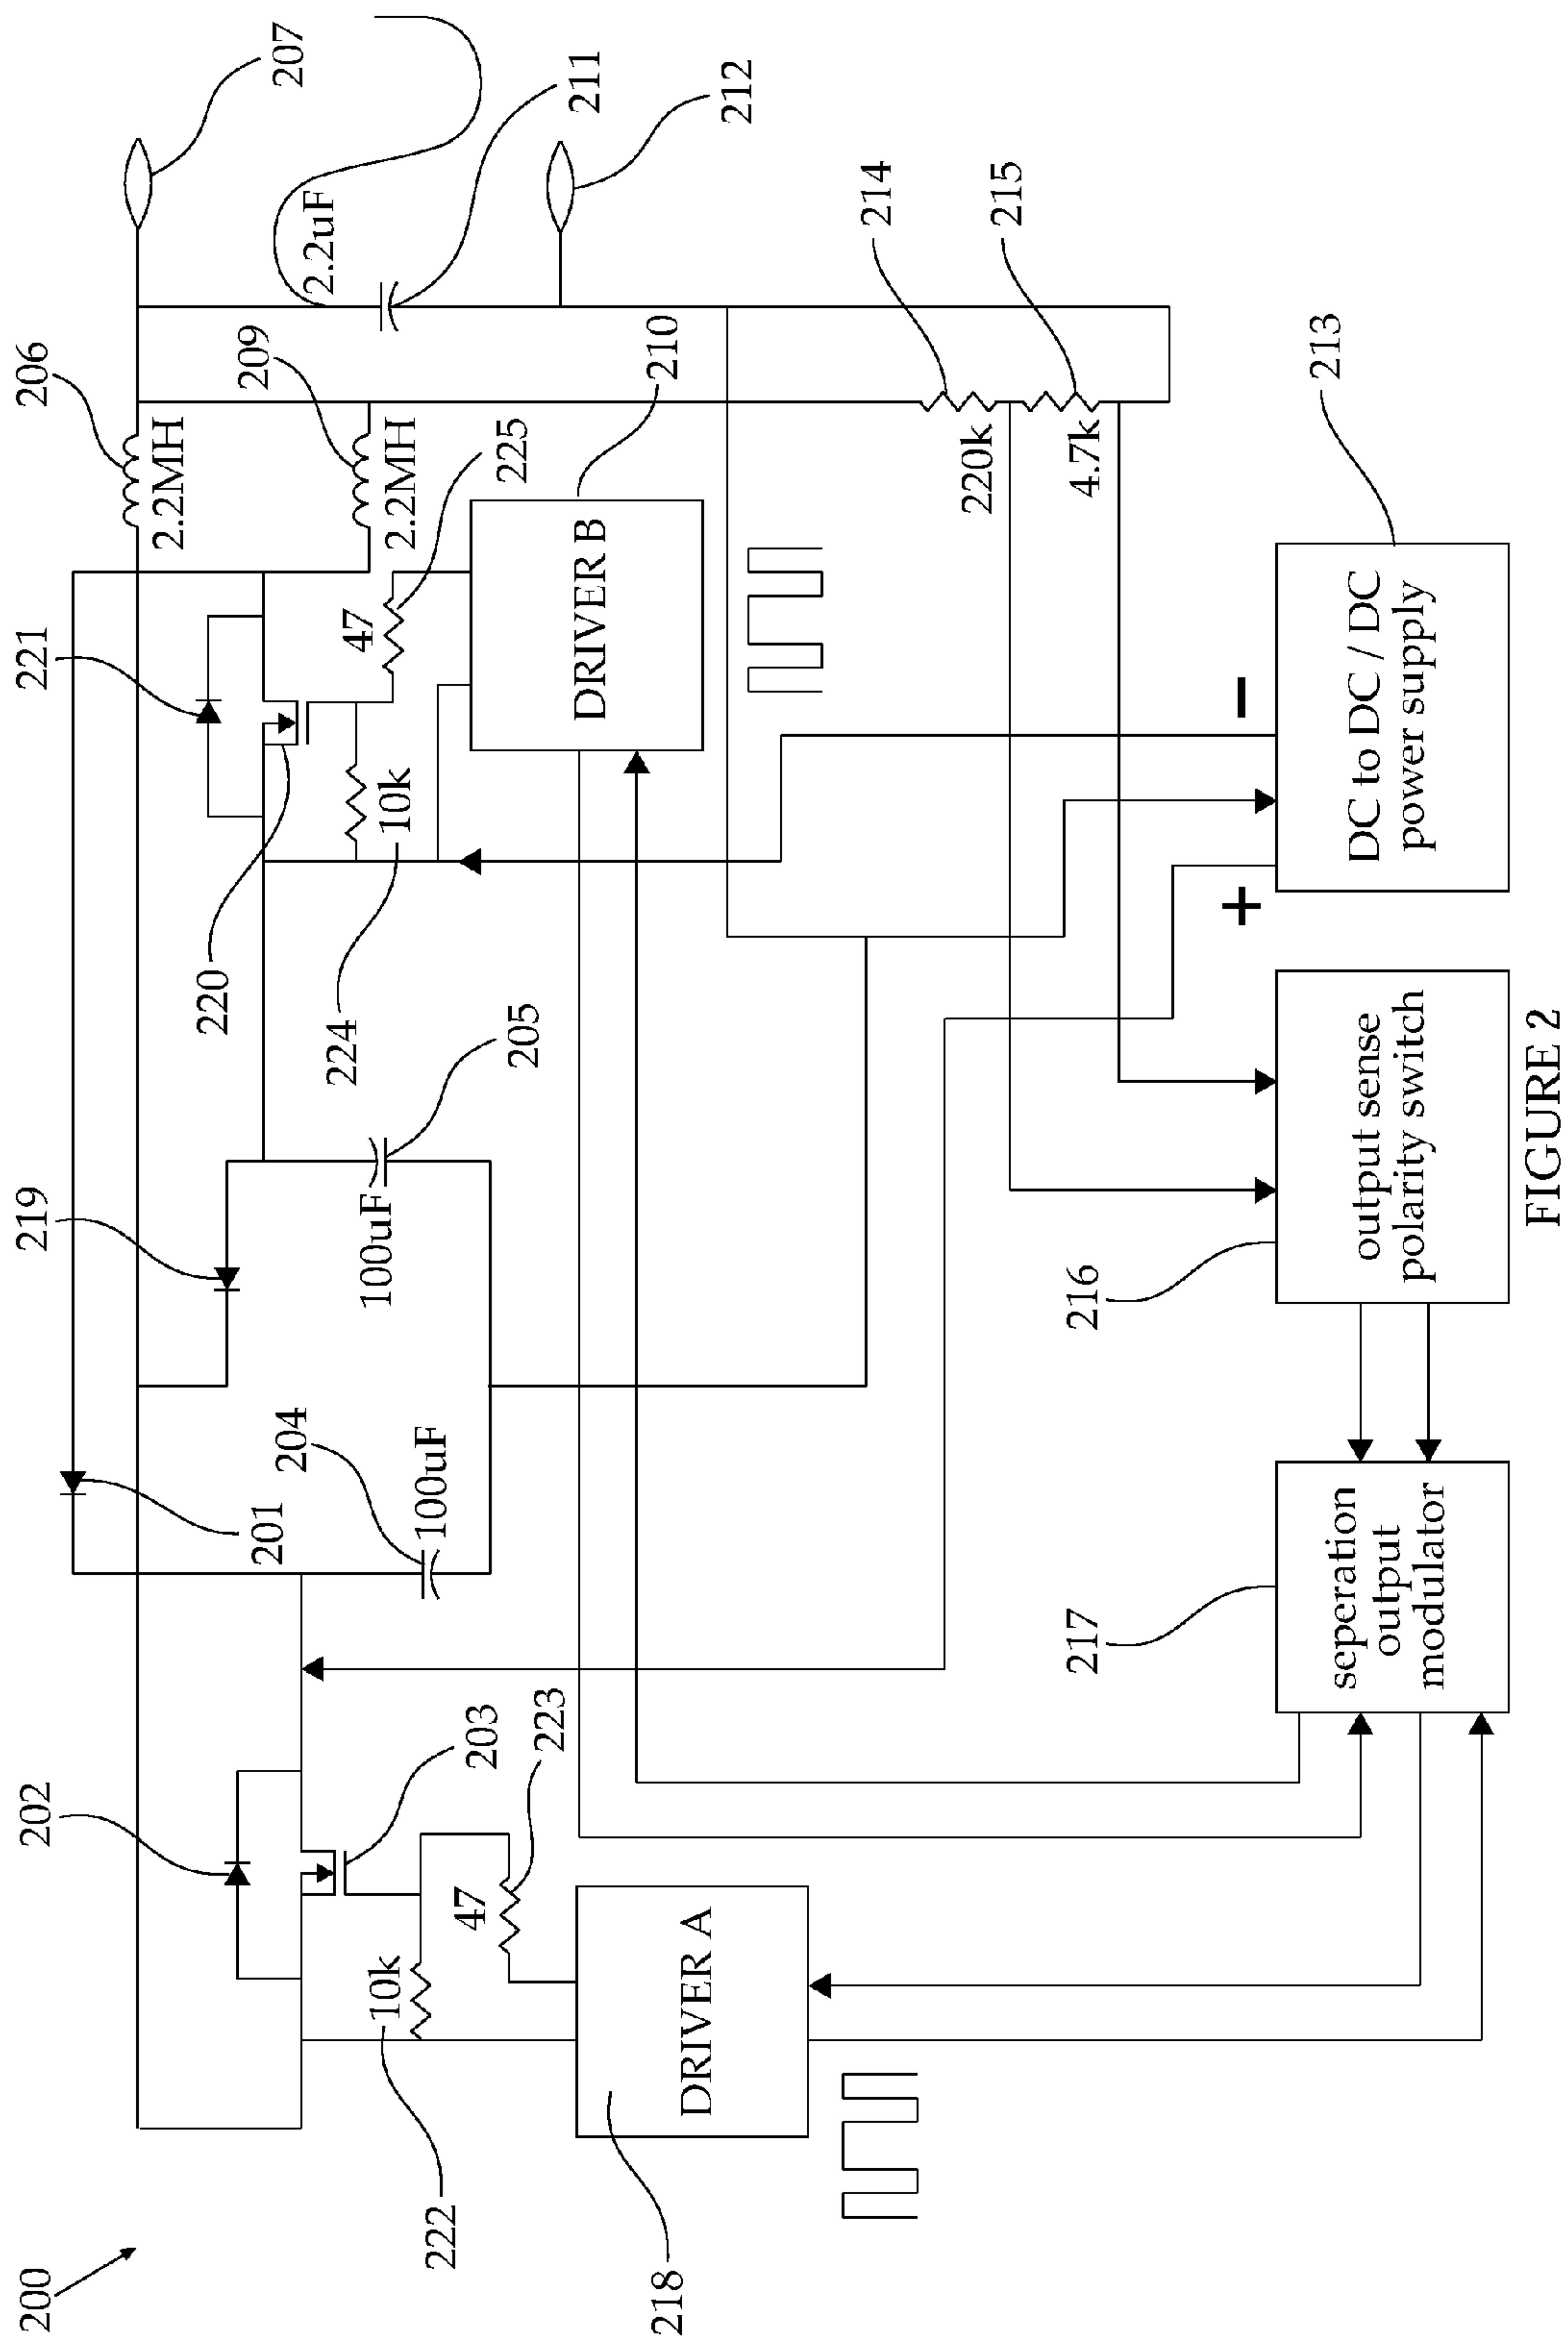 200
202
219
221
206
2.2MH
220
201
209
204
207
2.2uF
224
47
100uF
10k
10k
2.2MH
100uF
222
47
203
225
205
223
211
DRIVER B
218
210
DRIVER A
212
214
220k
215
217
216
4.7k
+
−
213
seperation
output
modulator
output sense
polarity switch
DC to DC / DC
power supply
FIGURE 2